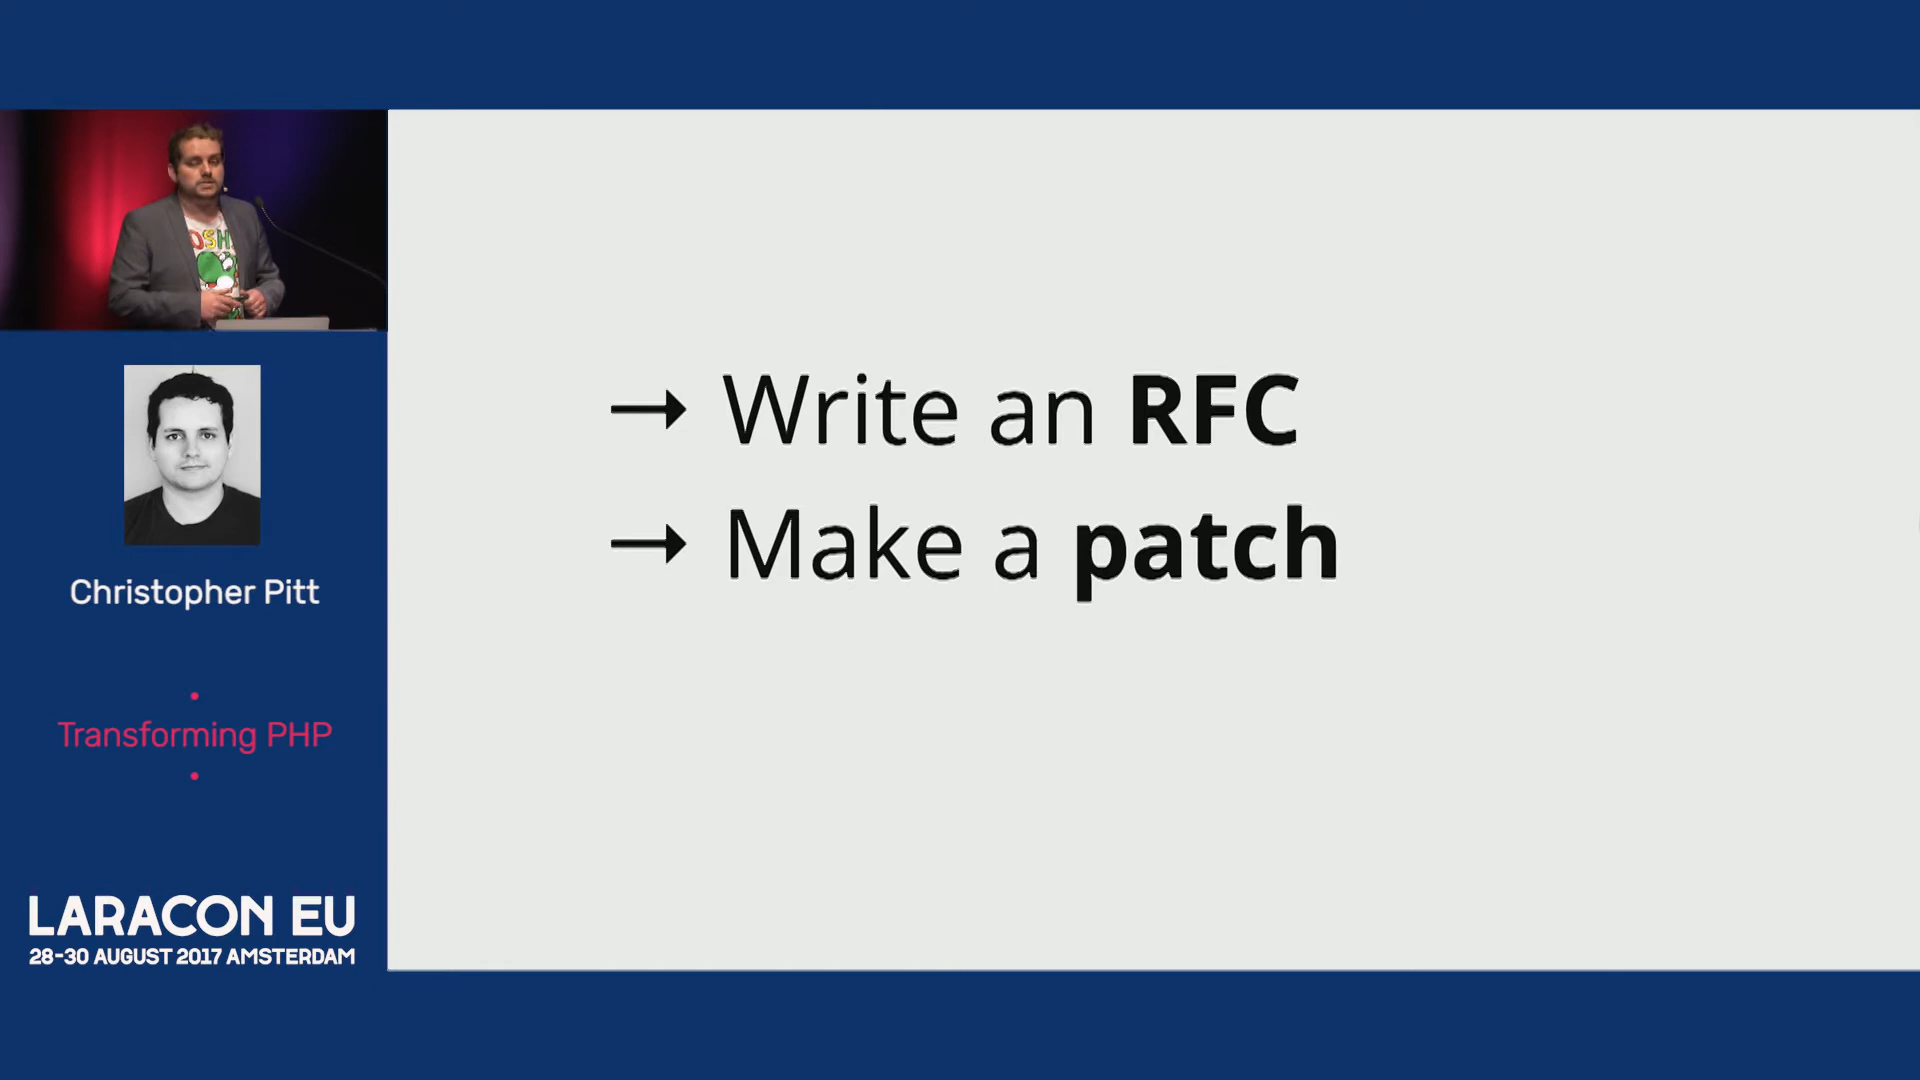 → Write an RFC
→ Make a patch
Christopher Pitt
•
Transforming PHP
•
LARACON EU
28-30 AUGUST 2017 AMSTERDAM